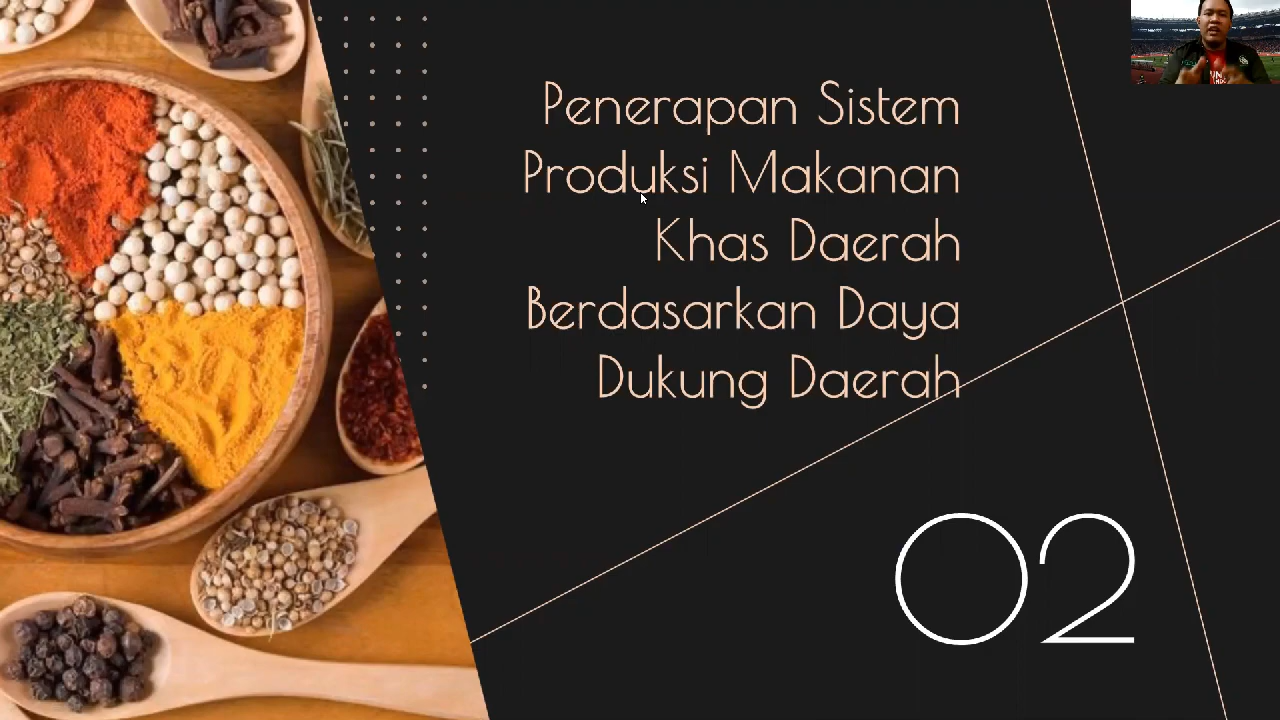 Penerapan Sistem
Produksi Makanan
Khas Daerah
Berdasarkan Daya
Dukung Daerah
02